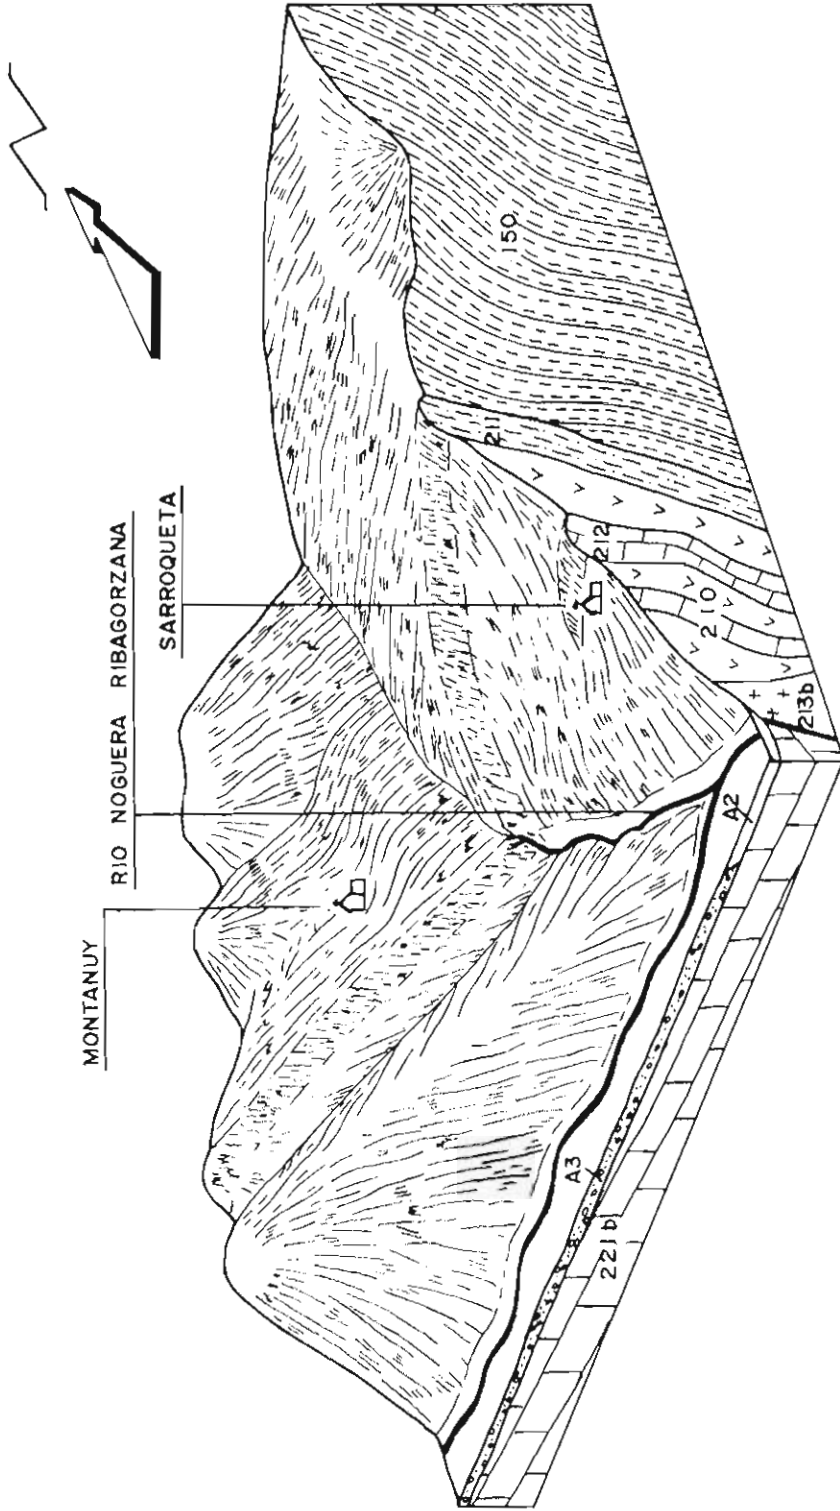 N
MONTANUY
RIO NOGUERA RIBAGORZANA
SARROQUETA
150
211
212
210
213b
A2
A3
221b